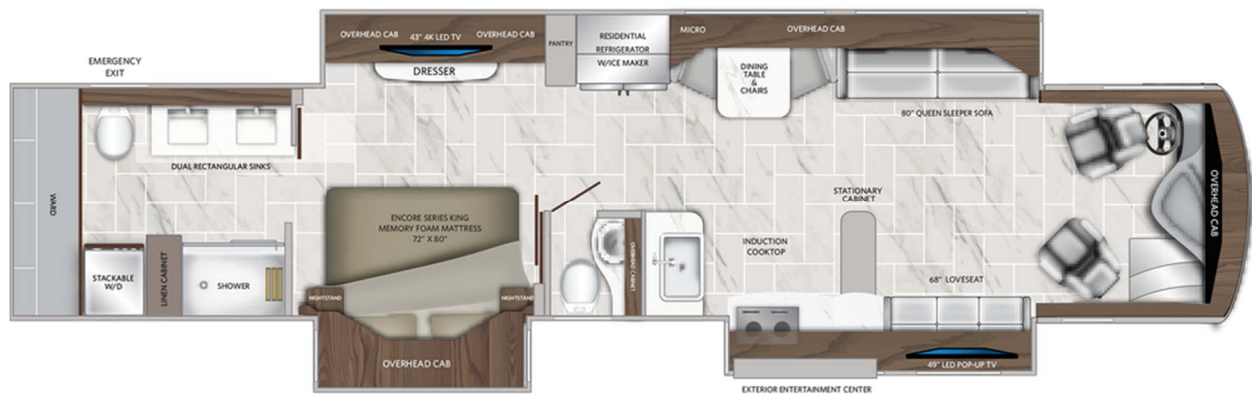 EMERGENCY
EXIT
OVERHEAD CAB
43" 4K LED TV
OVERHEAD CAB
DRESSER
PANTRY
RESIDENTIAL
REFRIGERATOR
W/ICE MAKER
MICRO
OVERHEAD CAB
DINING
TABLE
&
CHAIRS
80" QUEEN SLEEPER SOFA
OVERHEAD CAB
WARD
DUAL RECTANGULAR SINKS
STACKABLE
W/D
LINEN CABINET
SHOWER
ENCORE SERIES KING
MEMORY FOAM MATTRESS
72" X 80"
NIGHTSTAND
NIGHTSTAND
OVERHEAD CAB
OVERHEAD CABINET
STATIONARY
CABINET
INDUCTION
COOKTOP
68" LOVESEAT
49" LED POP-UP TV
EXTERIOR ENTERTAINMENT CENTER